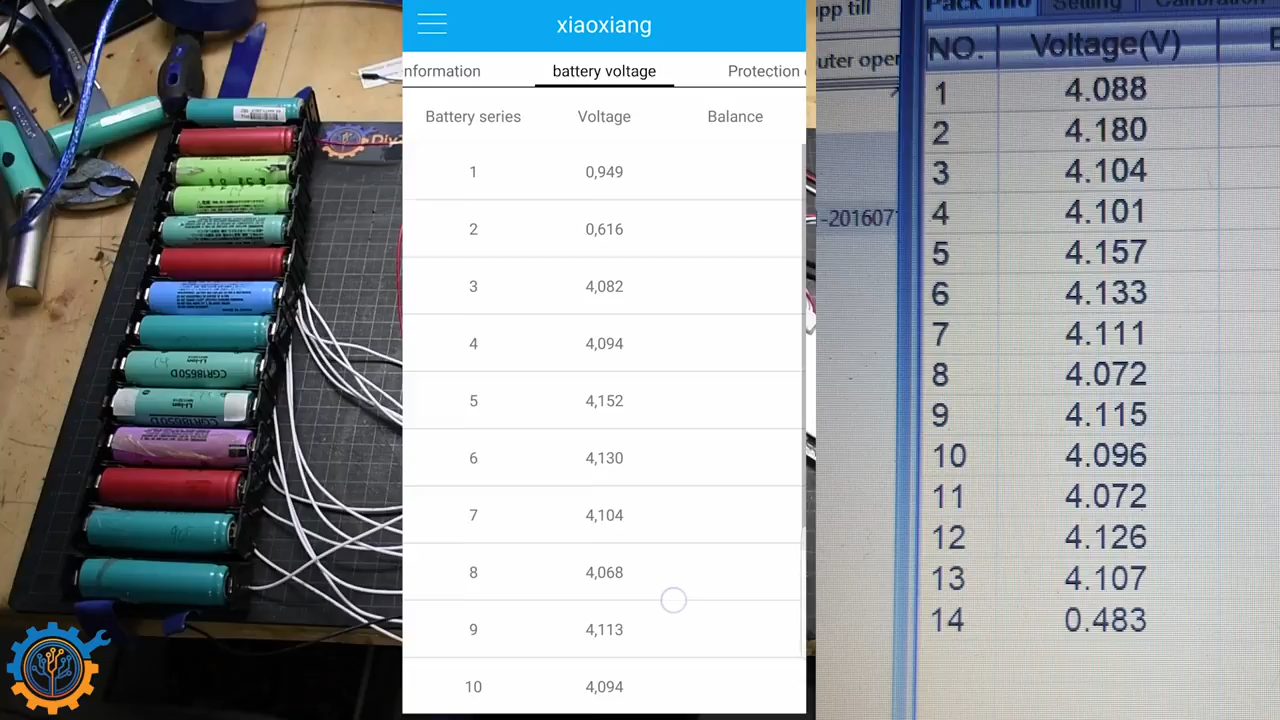 xiaoxiang
nformation battery voltage Protection
Battery series Voltage Balance
1 0,949
2 0,616
3 4,082
4 4,094
5 4,152
6 4,130
7 4,104
8 4,068
9 4,113
10 4,094
CGR18650D
Li-ion
pp till
uter oper
-201607
Pack Info Setting Calibration
NO. Voltage(V)
1 4.088
2 4.180
3 4.104
4 4.101
5 4.157
6 4.133
7 4.111
8 4.072
9 4.115
10 4.096
11 4.072
12 4.126
13 4.107
14 0.483